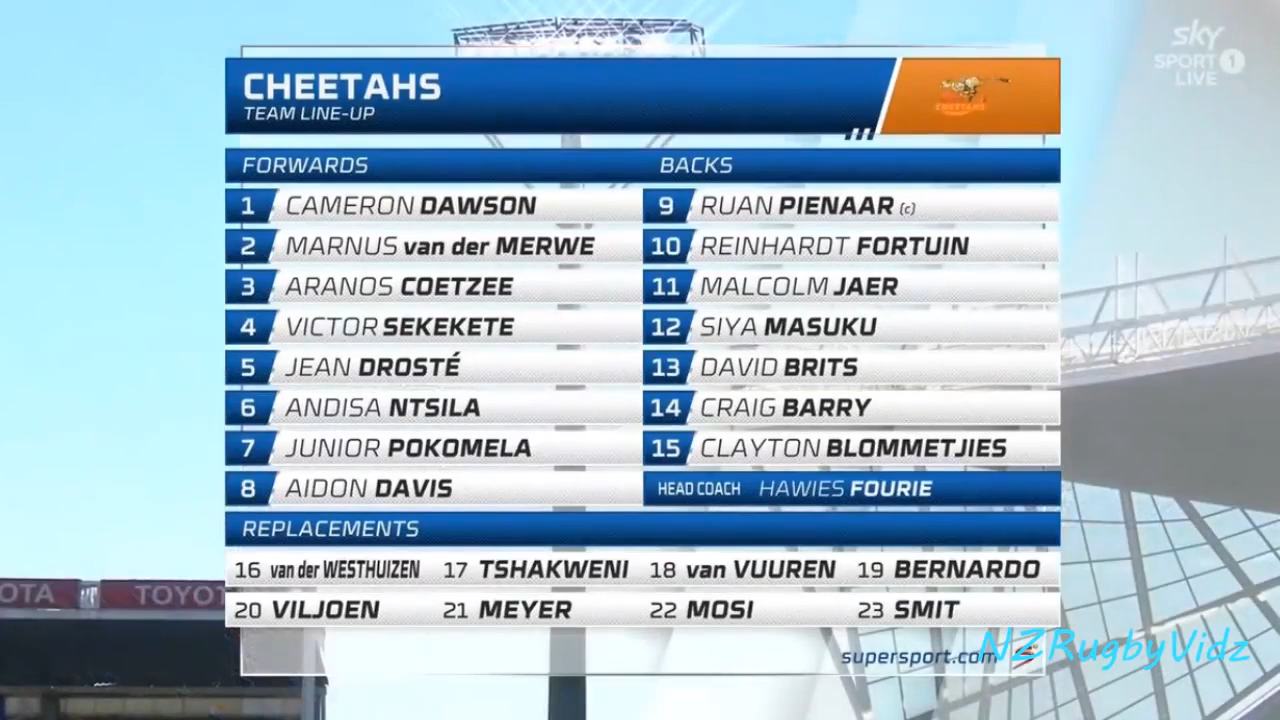 sky
SPORT 1
LIVE
CHEETAHS
TEAM LINE-UP
CHEETAHS
FORWARDS
1 CAMERON DAWSON
2 MARNUS van der MERWE
3 ARANOS COETZEE
4 VICTOR SEKEKETE
5 JEAN DROSTÉ
6 ANDISA NTSILA
7 JUNIOR POKOMELA
8 AIDON DAVIS
BACKS
9 RUAN PIENAAR (c)
10 REINHARDT FORTUIN
11 MALCOLM JAER
12 SIYA MASUKU
13 DAVID BRITS
14 CRAIG BARRY
15 CLAYTON BLOMMETJIES
HEAD COACH HAWIES FOURIE
REPLACEMENTS
16 van der WESTHUIZEN 17 TSHAKWENI 18 van VUUREN 19 BERNARDO
20 VILJOEN 21 MEYER 22 MOSI 23 SMIT
OTA TOYOT
supersport.com
NZRugbyVidz